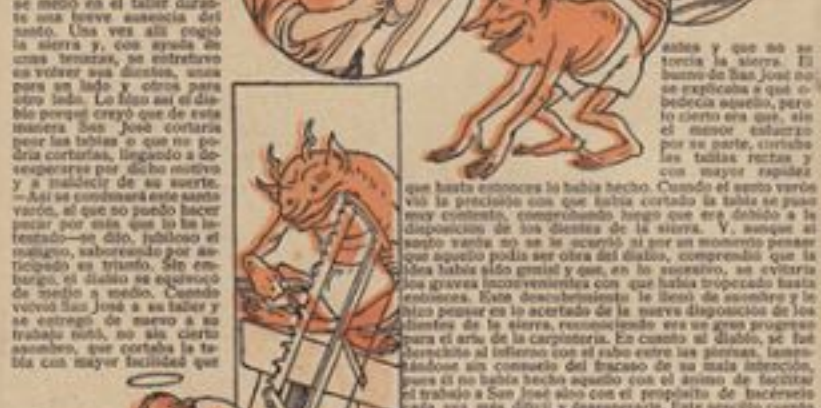 se metió en el taller duran-
te una breve ausencia del
santo. Una vez allí cogió
la sierra y, con ayuda de
unas tenazas, se entretuvo
en volver sus dientes, unos
para un lado y otros para
otro lado. Lo hizo así el dia-
blo porque creyó que de esta
manera San José cortaría
peor las tablas o que no po-
dría cortarlas, llegando a de-
sesperarse por dicho motivo
y a maldecir de su suerte.
—Así se condenará este santo
varón, al que no puedo hacer
pecar por más que lo he in-
tentado—se dijo, jubiloso el
maligno, saboreando por an-
ticipado su triunfo. Sin em-
bargo, el diablo se equivocó
de medio a medio. Cuando
volvió San José a su taller y
se entregó de nuevo a su
trabajo notó, no sin cierto
asombro, que cortaba la ta-
bla con mayor facilidad que
antes y que no se
torcía la sierra. El
bueno de San José no
se explicaba a qué o-
bedecía aquello, pero
lo cierto era que, sin
el menor esfuerzo
por su parte, cortaba
las tablas rectas y
con mayor rapidez
que hasta entonces lo había hecho. Cuando el santo varón
vió la precisión con que había cortado la tabla se puso
muy contento, comprobando luego que era debido a la
disposición de los dientes de la sierra. Y, aunque al
santo varón no se le ocurrió ni por un momento pensar
que aquello podía ser obra del diablo, comprendió que la
idea había sido genial y que, en lo sucesivo, se evitaría
los graves inconvenientes con que había tropezado hasta
entonces. Este descubrimiento le llenó de asombro y le
hizo pensar en lo acertado de la nueva disposición de los
dientes de la sierra, reconociendo era un gran progreso
para el arte de la carpintería. En cuanto al diablo, se fué
derechito al infierno con el rabo entre las piernas, lamen-
tándose sin consuelo del fracaso de su mala intención,
pues él no había hecho aquello con el ánimo de facilitar
el trabajo a San José sino con el propósito de hacérselo